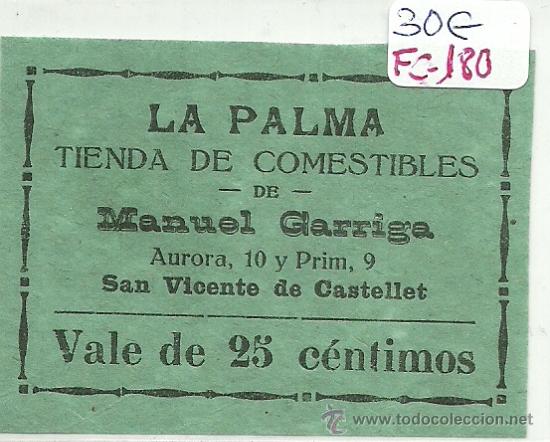 30€
FC-180
LA PALMA
TIENDA DE COMESTIBLES
— DE —
Manuel Garriga
Aurora, 10 y Prim, 9
San Vicente de Castellet
Vale de 25 céntimos
www.todocoleccion.net